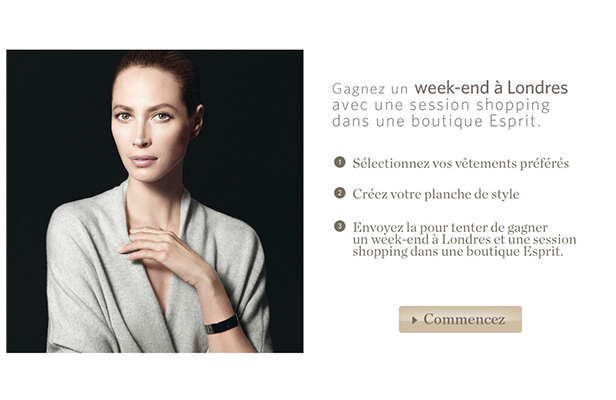 Gagnez un week-end à Londres
avec une session shopping
dans une boutique Esprit.
1 Sélectionnez vos vêtements préférés
2 Créez votre planche de style
3 Envoyez la pour tenter de gagner
un week-end à Londres et une session
shopping dans une boutique Esprit.
Commencez